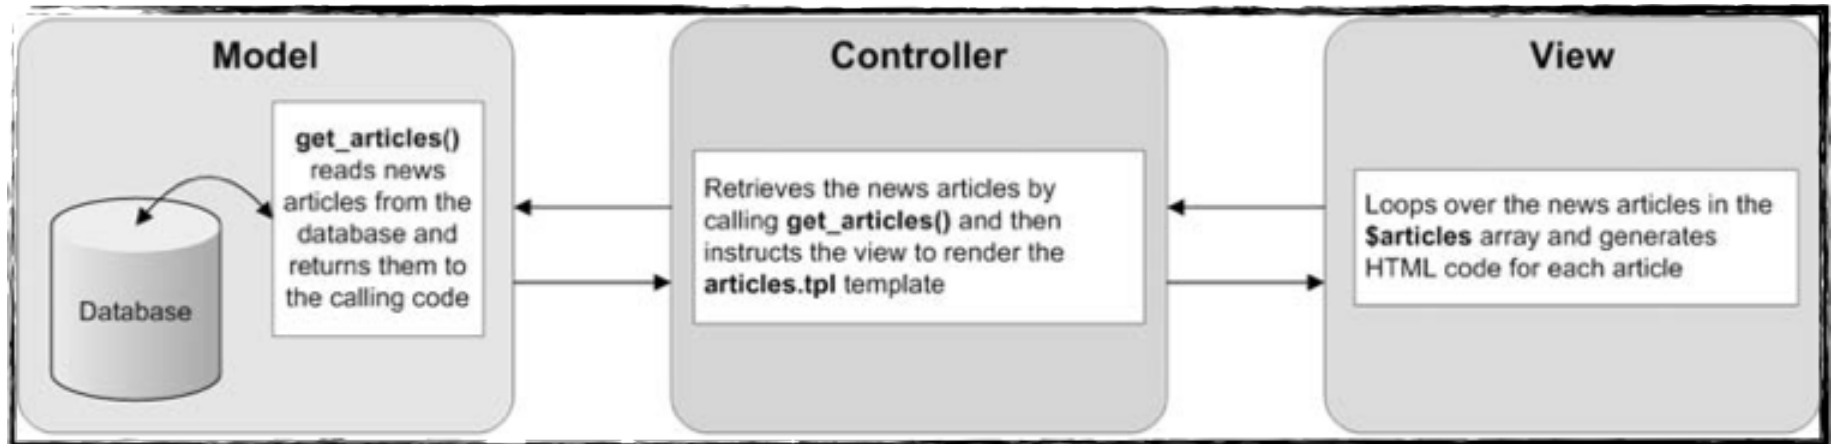 Model
get_articles()
reads news
articles from the
database and
returns them to
the calling code
Database
Controller
Retrieves the news articles by
calling get_articles() and then
instructs the view to render the
articles.tpl template
View
Loops over the news articles in the
$articles array and generates
HTML code for each article